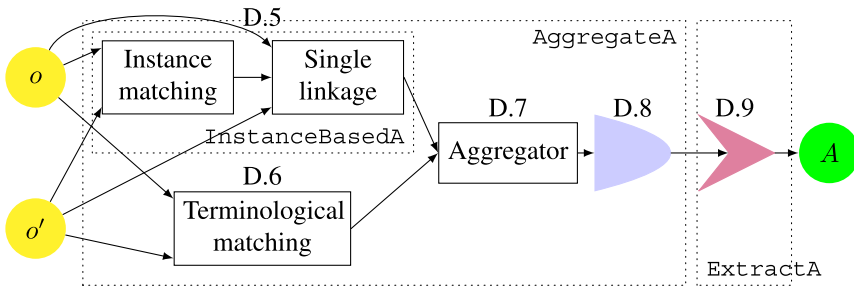 D.5
AggregateA
o
Instance
matching
Single
linkage
InstanceBasedA
D.7
D.8
D.9
Aggregator
A
D.6
o′
Terminological
matching
ExtractA